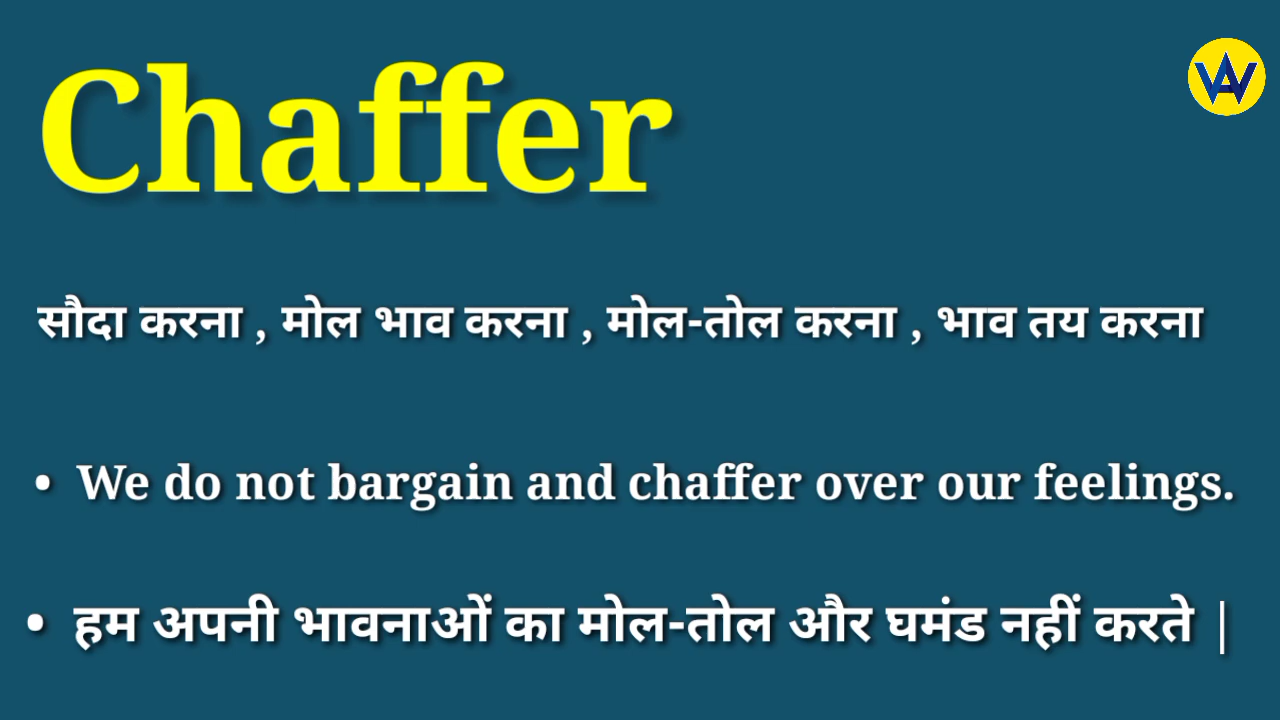 Chaffer
सौदा करना , मोल भाव करना , मोल-तोल करना , भाव तय करना
• We do not bargain and chaffer over our feelings.
• हम अपनी भावनाओं का मोल-तोल और घमंड नहीं करते |